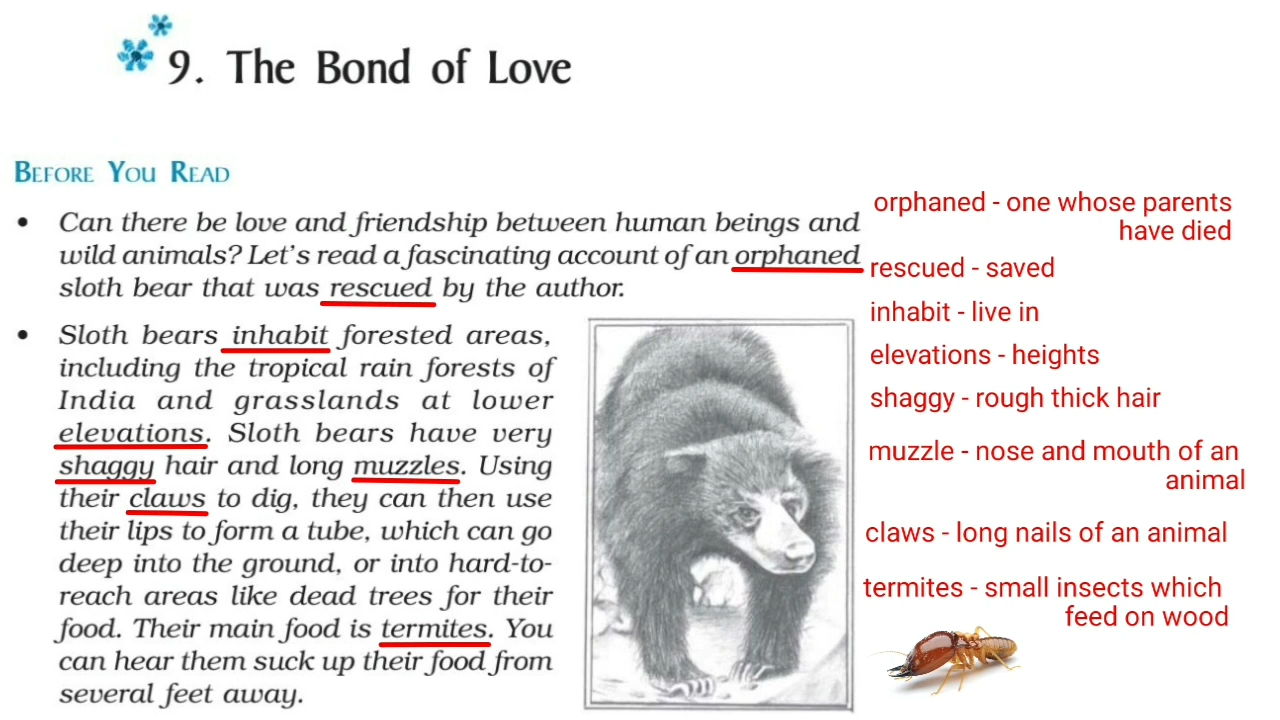 9. The Bond of Love
BEFORE YOU READ
• Can there be love and friendship between human beings and
wild animals? Let's read a fascinating account of an orphaned
sloth bear that was rescued by the author.
• Sloth bears inhabit forested areas,
including the tropical rain forests of
India and grasslands at lower
elevations. Sloth bears have very
shaggy hair and long muzzles. Using
their claws to dig, they can then use
their lips to form a tube, which can go
deep into the ground, or into hard-to-
reach areas like dead trees for their
food. Their main food is termites. You
can hear them suck up their food from
several feet away.
orphaned - one whose parents
have died
rescued - saved
inhabit - live in
elevations - heights
shaggy - rough thick hair
muzzle - nose and mouth of an
animal
claws - long nails of an animal
termites - small insects which
feed on wood